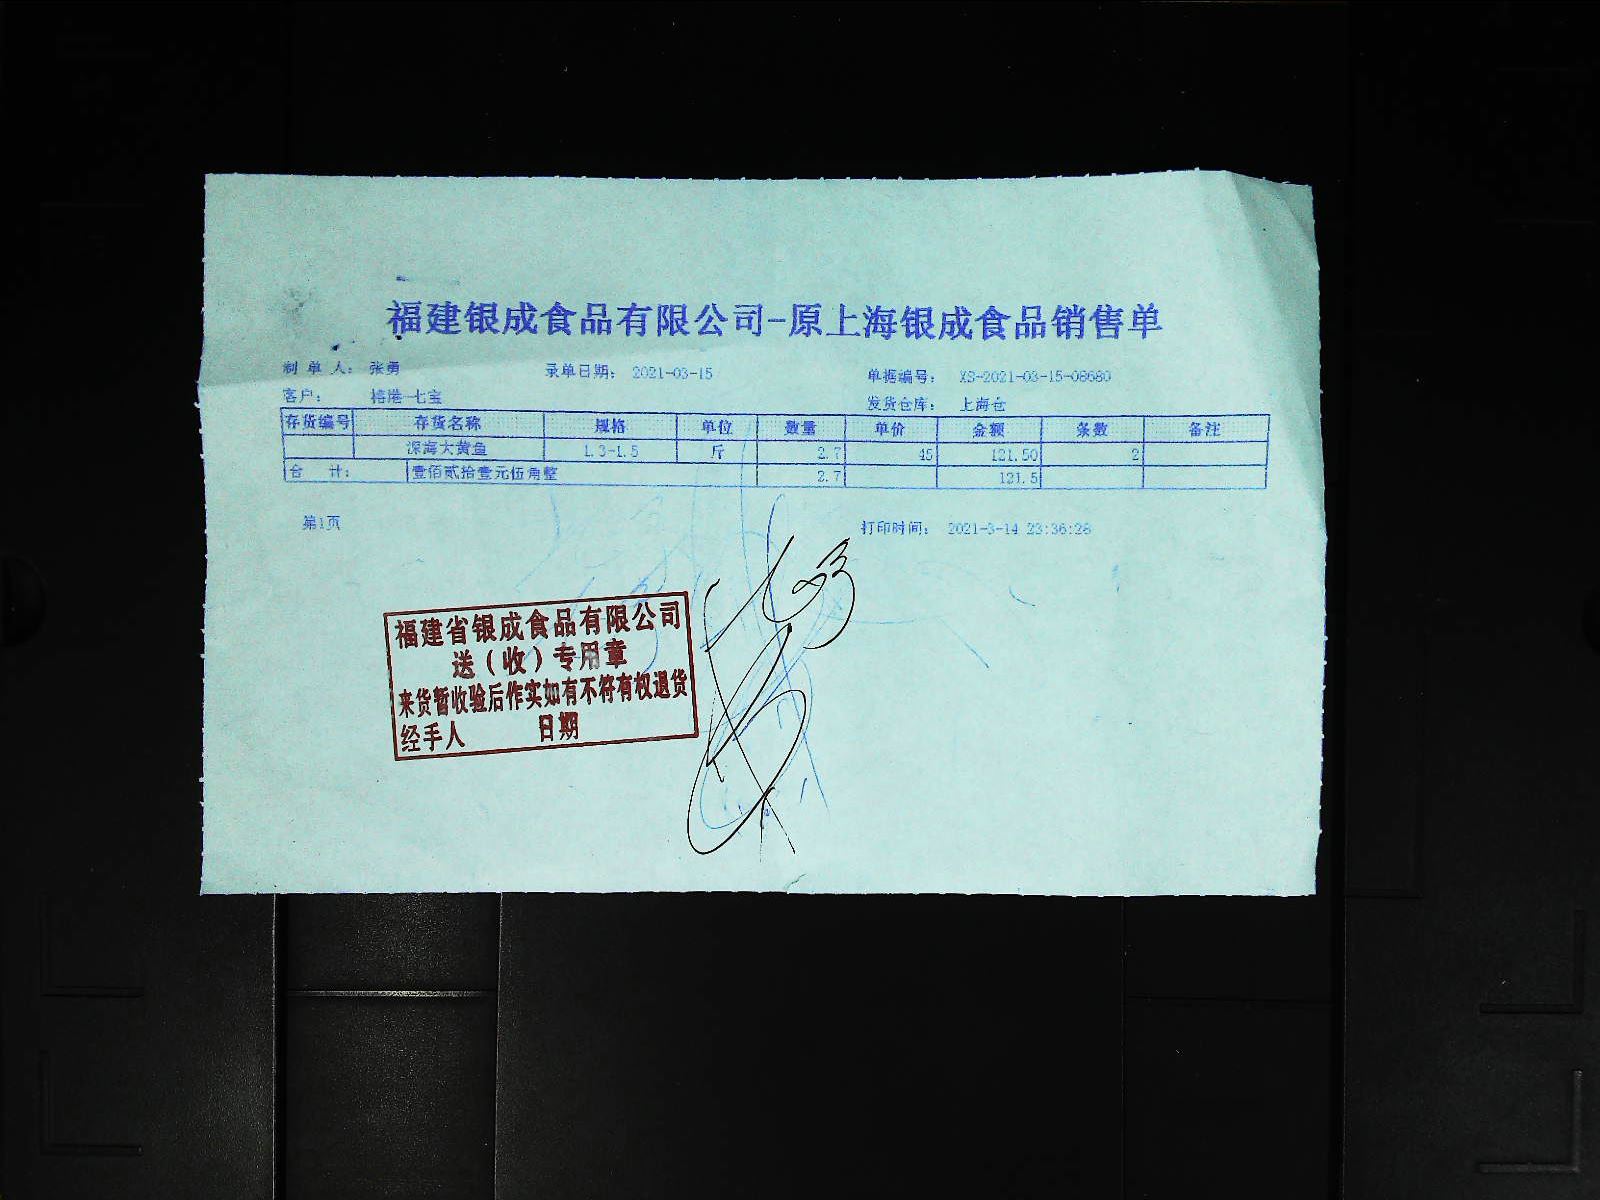 福建银成食品有限公司-原上海银成食品销售单
制单人: 张勇 录单日期: 2021-03-15 单据编号: XS-2021-03-15-08680
客户: 榕港-七宝 发货仓库: 上海仓
存货编号 存货名称 规格 单位 数量 单价 金额 条数 备注
深海大黄鱼 1.3-1.5 斤 2.7 45 121.50 2
合计: 壹佰贰拾壹元伍角整 2.7 121.5
第1页 打印时间: 2021-3-14 23:36:28
福建省银成食品有限公司
送(收)专用章
来货暂收验后作实如有不符有权退货
经手人 日期